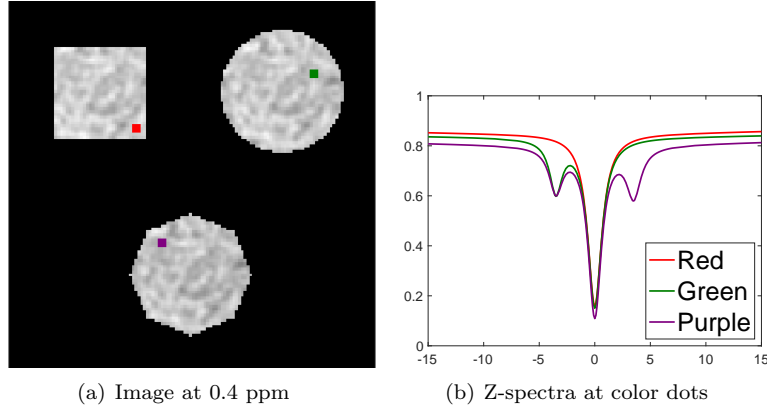 1
0.8
0.6
0.4
0.2
0
-15
-10
-5
0
5
10
15
Red
Green
Purple
(a) Image at 0.4 ppm
(b) Z-spectra at color dots